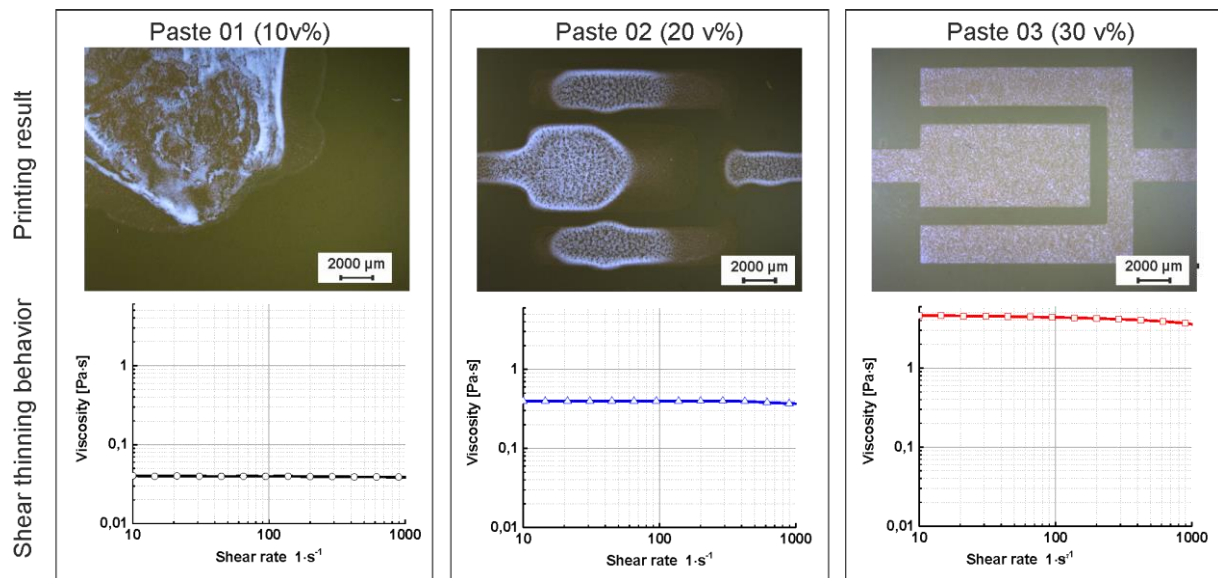 Paste 01 (10v%)
Paste 02 (20 v%)
Paste 03 (30 v%)
Printing result
2000 µm
2000 µm
2000 µm
Shear thinning behavior
Viscosity [Pa·s]
1
0,1
0,01
10
100
1000
Shear rate 1·s⁻¹
Viscosity [Pa·s]
1
0,1
0,01
10
100
1000
Shear rate 1·s⁻¹
Viscosity [Pa·s]
1
0,1
0,01
10
100
1000
Shear rate 1·s⁻¹